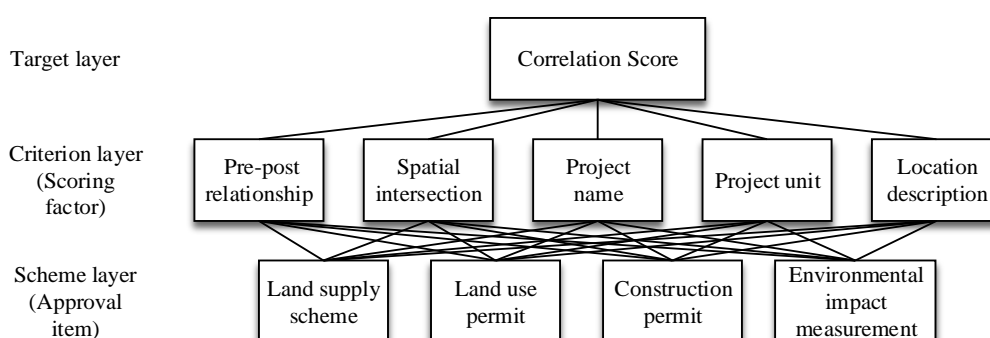 Target layer
Correlation Score
Criterion layer
(Scoring
factor)
Pre-post
relationship
Spatial
intersection
Project
name
Project unit
Location
description
Scheme layer
(Approval
item)
Land supply
scheme
Land use
permit
Construction
permit
Environmental
impact
measurement